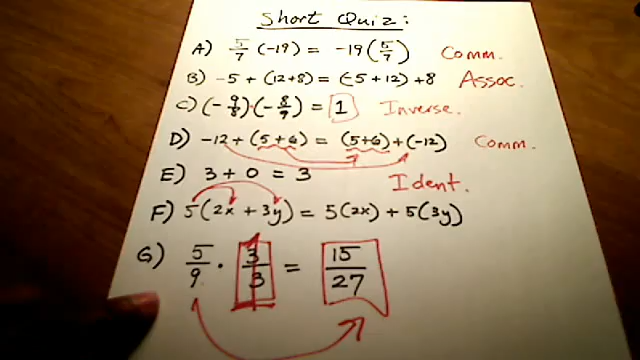 Short Quiz:
A) 5/7 (-19) = -19 (5/7) Comm.
B) -5 + (12+8) = (-5+12) +8 Assoc.
C) (-9/8)·(-8/9) = 1 Inverse.
D) -12 + (5+6) = (5+6) + (-12) Comm.
E) 3 + 0 = 3 Ident.
F) 5(2x + 3y) = 5(2x) + 5(3y)
G) 5/9 · 3/3 = 15/27